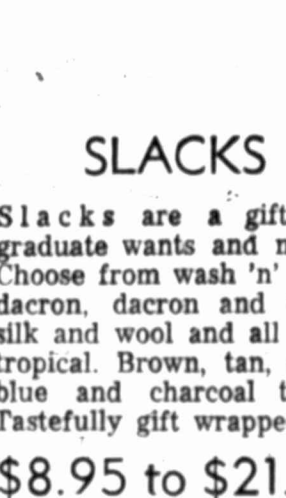 SLACKS
Slacks are a gift
graduate wants and
Choose from wash 'n'
dacron, dacron and
silk and wool and all
tropical. Brown, tan,
blue and charcoal
Tastefully gift wrappe
$8.95 to $21.